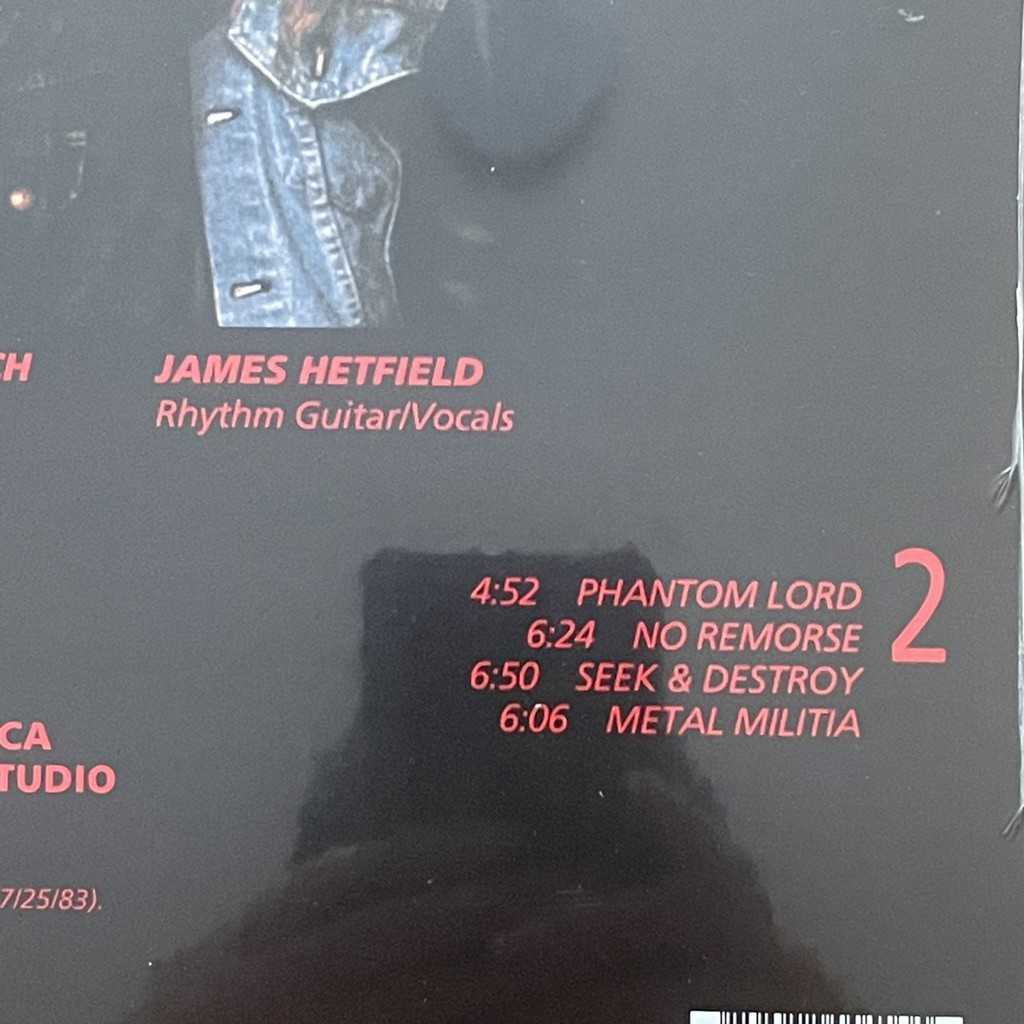 CH
JAMES HETFIELD
Rhythm Guitar/Vocals
4:52 PHANTOM LORD
6:24 NO REMORSE
6:50 SEEK & DESTROY
6:06 METAL MILITIA
2
CA
TUDIO
7/25/83).